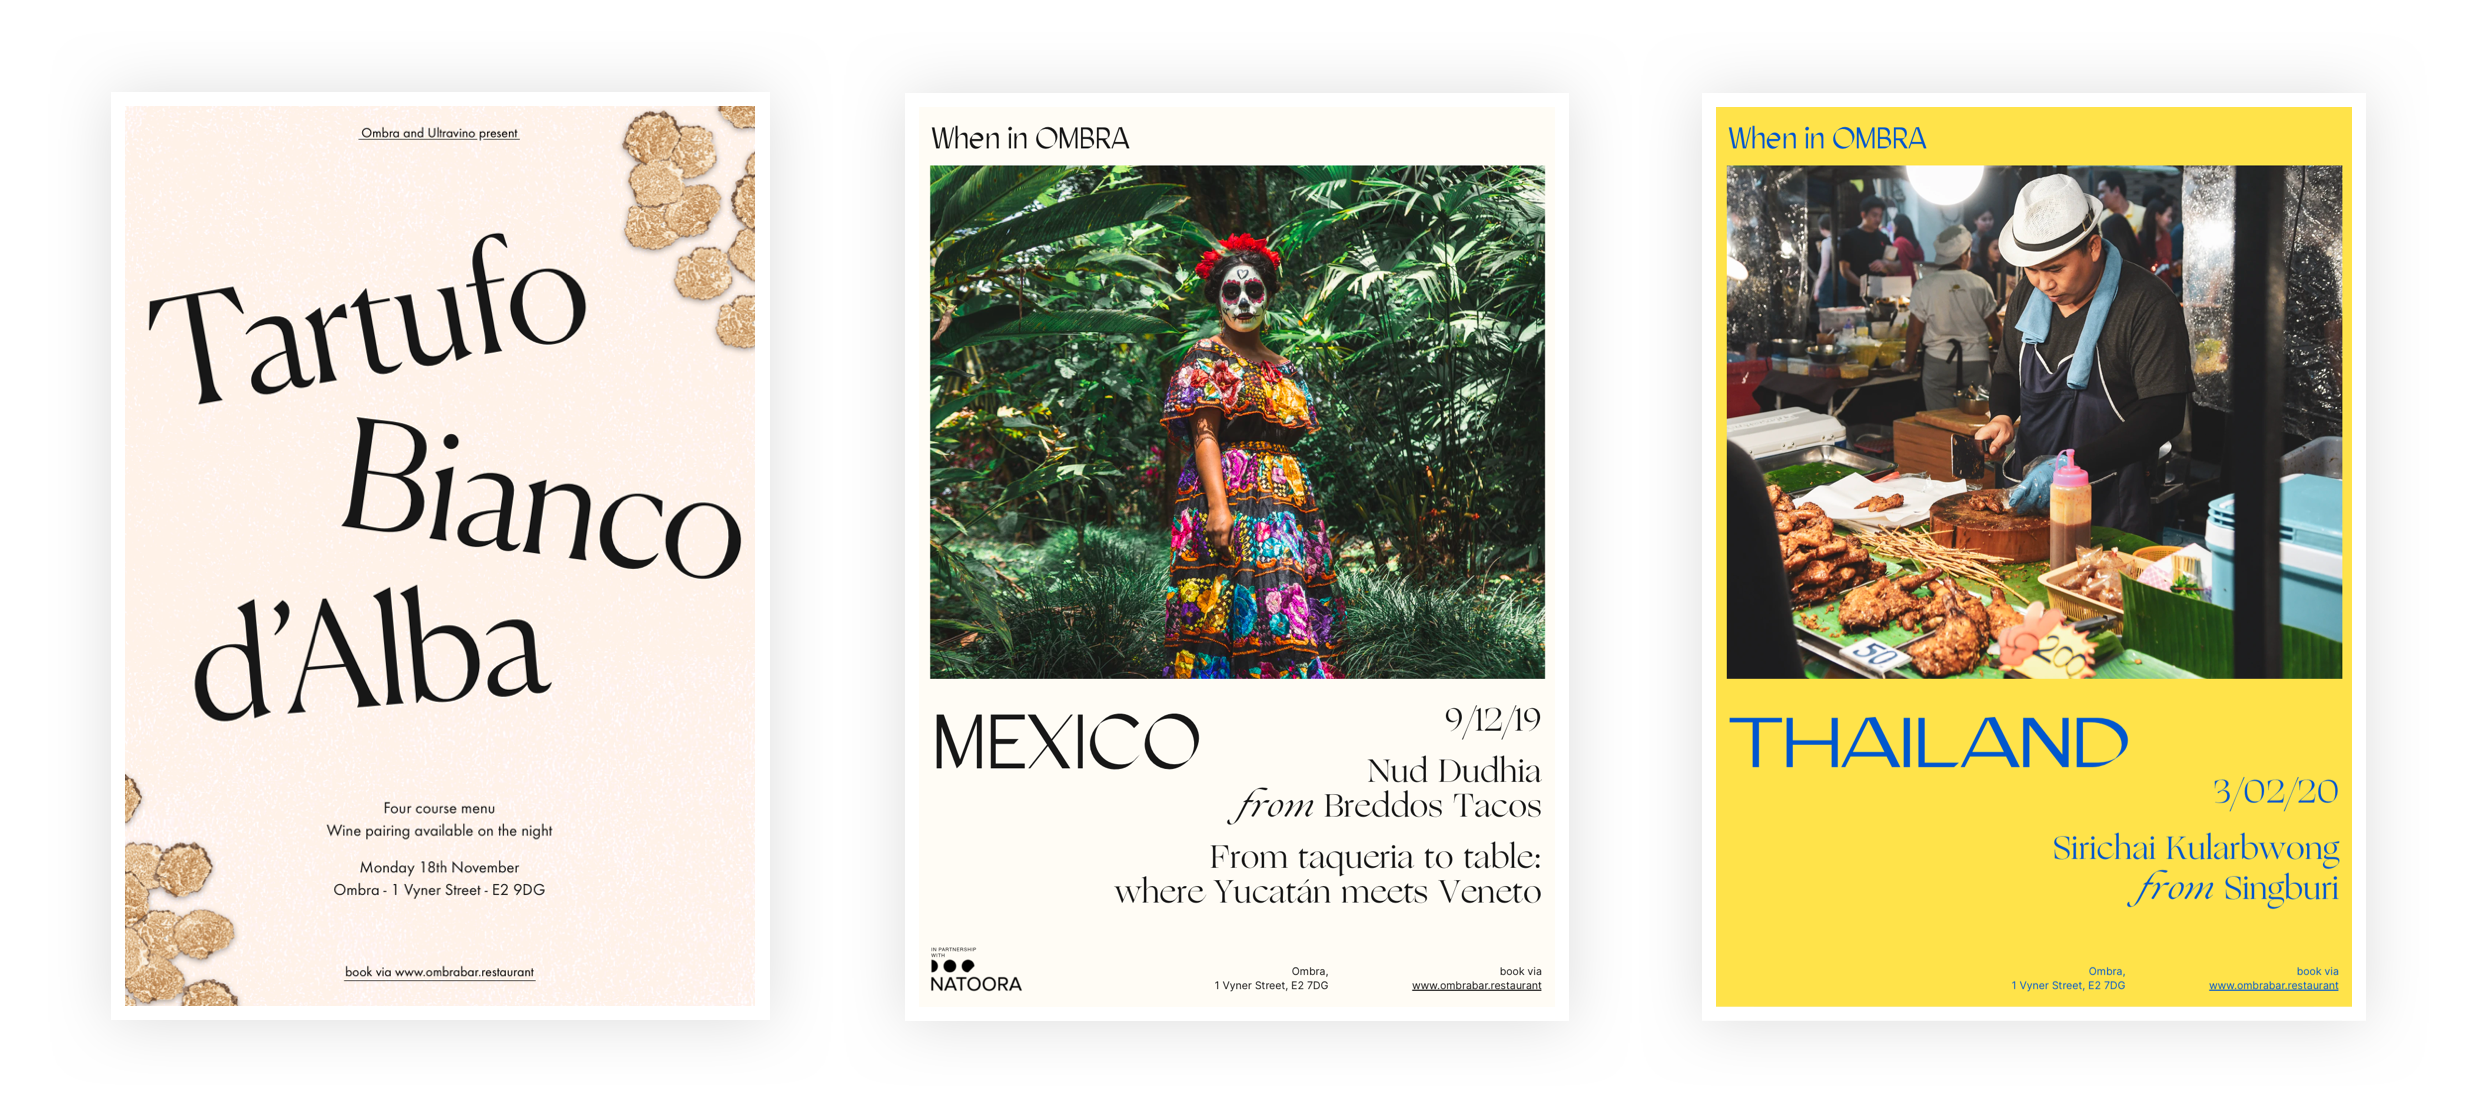 Ombra and Ultravino present
Tartufo
Bianco
d'Alba
Four course menu
Wine pairing available on the night
Monday 18th November
Ombra - 1 Vyner Street - E2 9DG
book via www.ombrabar.restaurant
When in OMBRA
MEXICO
9/12/19
Nud Dudhia
from Breddos Tacos
From taqueria to table:
where Yucatán meets Veneto
IN PARTNERSHIP
WITH
NATOORA
Ombra,
1 Vyner Street, E2 7DG
book via
www.ombrabar.restaurant
When in OMBRA
50
200
THAILAND
3/02/20
Sirichai Kularbwong
from Singburi
Ombra,
1 Vyner Street, E2 7DG
book via
www.ombrabar.restaurant